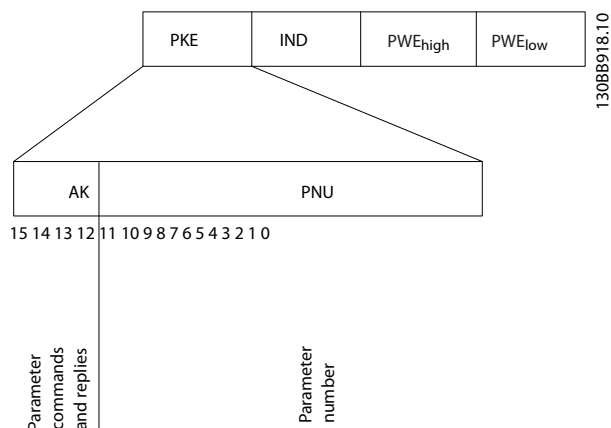 PKE IND PWEhigh PWElow
130BB918.10
AK PNU
15 14 13 12 11 10 9 8 7 6 5 4 3 2 1 0
Parameter
commands
and replies
Parameter
number